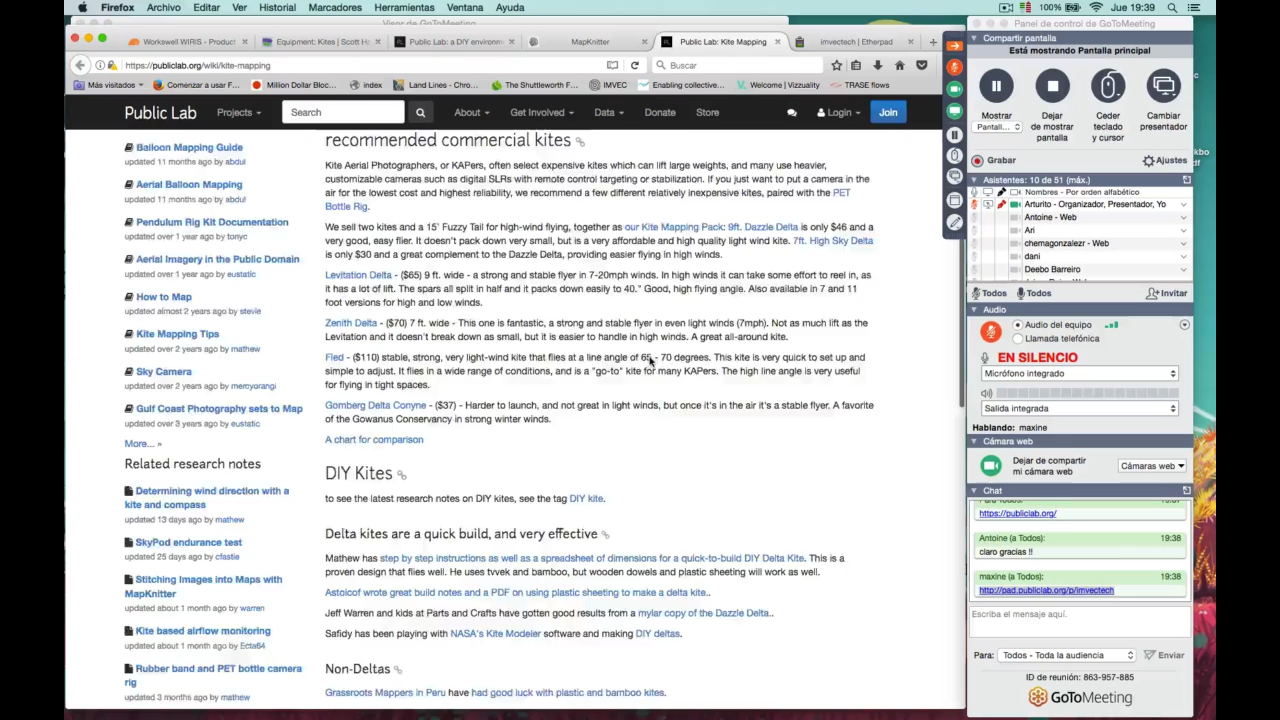 Firefox Archivo Editar Ver Historial Marcadores Herramientas Ventana Ayuda
100% Jue 19:39
Workswell WIRIS - Product
Equipment: Kites | Scott Ha
Public Lab: a DIY environm
MapKnitter
Public Lab: Kite Mapping
imvectech | Etherpad
https://publiclab.org/wiki/kite-mapping
Buscar
Más visitados
Comenzar a usar F...
Million Dollar Bloc...
index
Land Lines - Chro...
The Shuttleworth F...
IMVEC
Enabling collective...
Welcome | Vizzuality
TRASE flows
Public Lab
Projects
Search
About
Get Involved
Data
Donate
Store
Login
Join
Balloon Mapping Guide
updated 11 months ago by abdul
Aerial Balloon Mapping
updated 11 months ago by abdul
Pendulum Rig Kit Documentation
updated over 1 year ago by tonyc
Aerial Imagery in the Public Domain
updated over 1 year ago by eustatic
How to Map
updated almost 2 years ago by stevie
Kite Mapping Tips
updated over 2 years ago by mathew
Sky Camera
updated over 2 years ago by mercyorangi
Gulf Coast Photography sets to Map
updated over 3 years ago by eustatic
More... »
Related research notes
Determining wind direction with a
kite and compass
updated 13 days ago by mathew
SkyPod endurance test
updated 25 days ago by cfastie
Stitching Images into Maps with
MapKnitter
updated about 1 month ago by warren
Kite based airflow monitoring
updated about 1 month ago by Ecta64
Rubber band and PET bottle camera
rig
updated 3 months ago by mathew
recommended commercial kites
Kite Aerial Photographers, or KAPers, often select expensive kites which can lift large weights, and many use heavier,
customizable cameras such as digital SLRs with remote control targeting or stabilization. If you just want to put a camera in the
air for the lowest cost and highest reliability, we recommend a few different relatively inexpensive kites, paired with the PET
Bottle Rig.
We sell two kites and a 15' Fuzzy Tail for high-wind flying, together as our Kite Mapping Pack: 9ft. Dazzle Delta is only $46 and a
very good, easy flier. It doesn't pack down very small, but is a very affordable and high quality light wind kite. 7ft. High Sky Delta
is only $30 and a great complement to the Dazzle Delta, providing easier flying in high winds.
Levitation Delta - ($65) 9 ft. wide - a strong and stable flyer in 7-20mph winds. In high winds it can take some effort to reel in, as
it has a lot of lift. The spars all split in half and it packs down easily to 40." Good, high flying angle. Also available in 7 and 11
foot versions for high and low winds.
Zenith Delta - ($70) 7 ft. wide - This one is fantastic, a strong and stable flyer in even light winds (7mph). Not as much lift as the
Levitation and it doesn't break down as small, but it is easier to handle in high winds. A great all-around kite.
Fled - ($110) stable, strong, very light-wind kite that flies at a line angle of 65 - 70 degrees. This kite is very quick to set up and
simple to adjust. It flies in a wide range of conditions, and is a "go-to" kite for many KAPers. The high line angle is very useful
for flying in tight spaces.
Gomberg Delta Conyne - ($37) - Harder to launch, and not great in light winds, but once it's in the air it's a stable flyer. A favorite
of the Gowanus Conservancy in strong winter winds.
A chart for comparison
DIY Kites
to see the latest research notes on DIY kites, see the tag DIY kite.
Delta kites are a quick build, and very effective
Mathew has step by step instructions as well as a spreadsheet of dimensions for a quick-to-build DIY Delta Kite. This is a
proven design that flies well. He uses tvvek and bamboo, but wooden dowels and plastic sheeting will work as well.
Astoicof wrote great build notes and a PDF on using plastic sheeting to make a delta kite..
Jeff Warren and kids at Parts and Crafts have gotten good results from a mylar copy of the Dazzle Delta..
Safidy has been playing with NASA's Kite Modeler software and making DIY deltas.
Non-Deltas
Grassroots Mappers in Peru have had good luck with plastic and bamboo kites.
Panel de control de GoToMeeting
Compartir pantalla
Está mostrando Pantalla principal
Mostrar
Pantall...
Dejar
de mostrar
pantalla
Ceder
teclado
y cursor
Cambiar
presentador
Grabar
Ajustes
Asistentes: 10 de 51 (máx.)
Nombres - Por orden alfabético
Arturito - Organizador, Presentador, Yo
Antoine - Web
Ari
chemagonzalezr - Web
dani
Deebo Barreiro
Todos
Todos
Invitar
Audio
Audio del equipo
Llamada telefónica
EN SILENCIO
Micrófono integrado
Salida integrada
Hablando: maxine
Cámara web
Dejar de compartir
mi cámara web
Cámaras web
Chat
https://publiclab.org/
Antoine (a Todos): 19:38
claro gracias !!
maxine (a Todos): 19:38
http://pad.publiclab.org/p/imvectech
Escriba el mensaje aquí.
Para: Todos - Toda la audiencia
Enviar
ID de reunión: 863-957-885
GoToMeeting